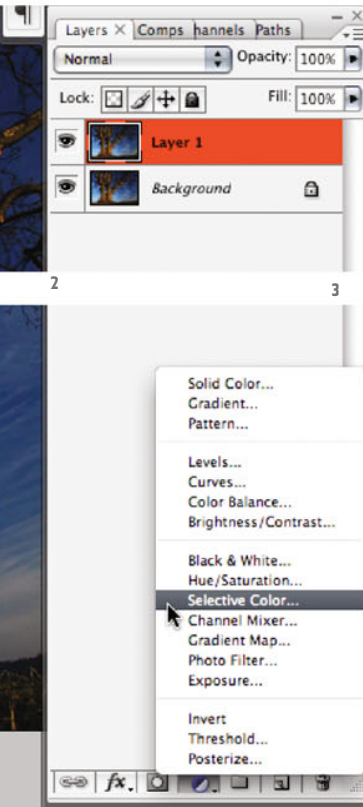 Layers × Comps hannels Paths
Normal Opacity: 100%
Lock: Fill: 100%
Layer 1
Background
2 3
Solid Color...
Gradient...
Pattern...
Levels...
Curves...
Color Balance...
Brightness/Contrast...
Black & White...
Hue/Saturation...
Selective Color...
Channel Mixer...
Gradient Map...
Photo Filter...
Exposure...
Invert
Threshold...
Posterize...
fx.